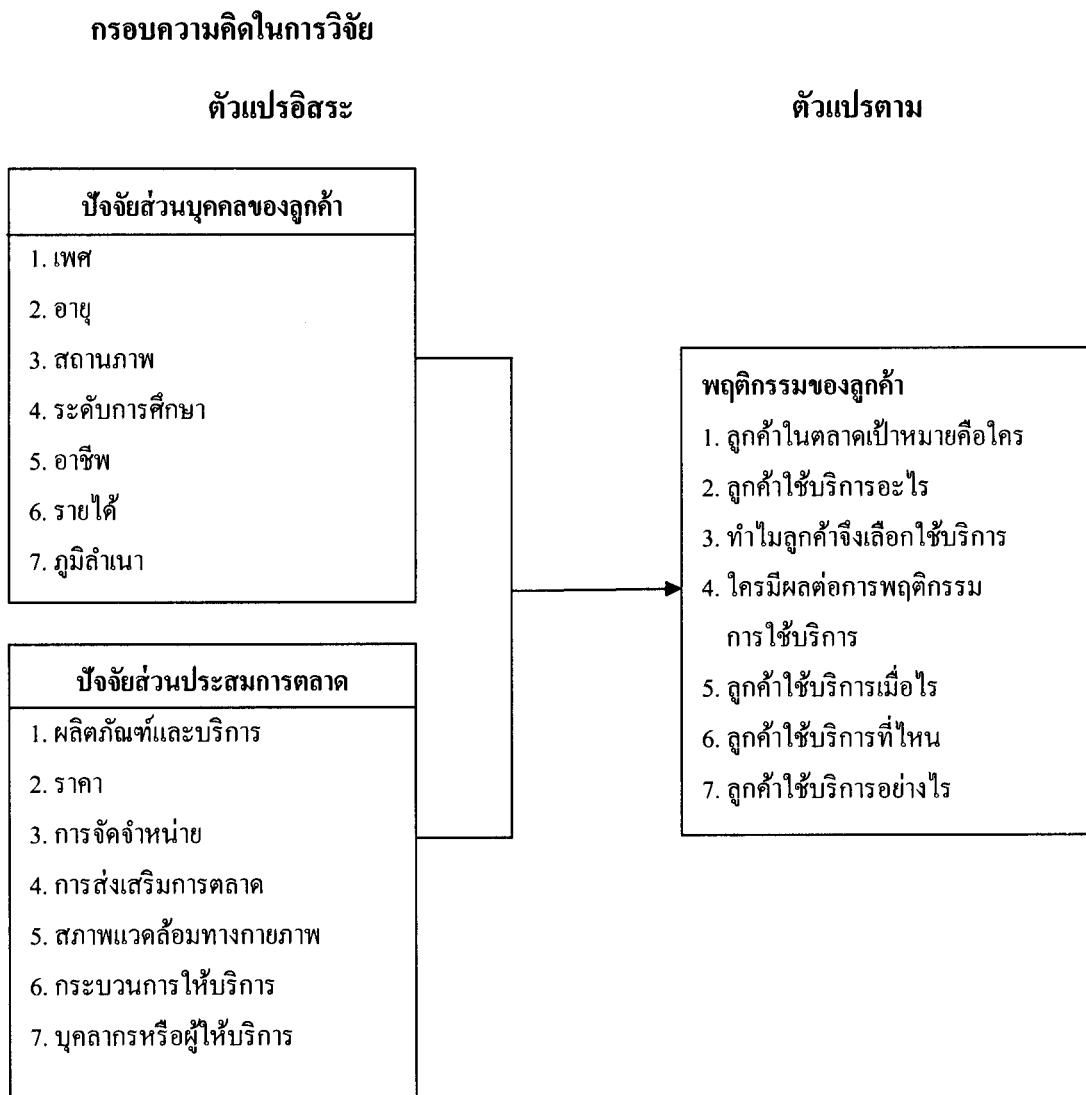 กรอบความคิดในการวิจัย
ตัวแปรอิสระ
ตัวแปรตาม
ปัจจัยส่วนบุคคลของลูกค้า
1. เพศ
2. อายุ
3. สถานภาพ
4. ระดับการศึกษา
5. อาชีพ
6. รายได้
7. ภูมิลำเนา
ปัจจัยส่วนประสมการตลาด
1. ผลิตภัณฑ์และบริการ
2. ราคา
3. การจัดจำหน่าย
4. การส่งเสริมการตลาด
5. สภาพแวดล้อมทางกายภาพ
6. กระบวนการให้บริการ
7. บุคลากรหรือผู้ให้บริการ
พฤติกรรมของลูกค้า
1. ลูกค้าในตลาดเป้าหมายคือใคร
2. ลูกค้าใช้บริการอะไร
3. ทำไมลูกค้าจึงเลือกใช้บริการ
4. ใครมีผลต่อการพฤติกรรม
การใช้บริการ
5. ลูกค้าใช้บริการเมื่อไร
6. ลูกค้าใช้บริการที่ไหน
7. ลูกค้าใช้บริการอย่างไร